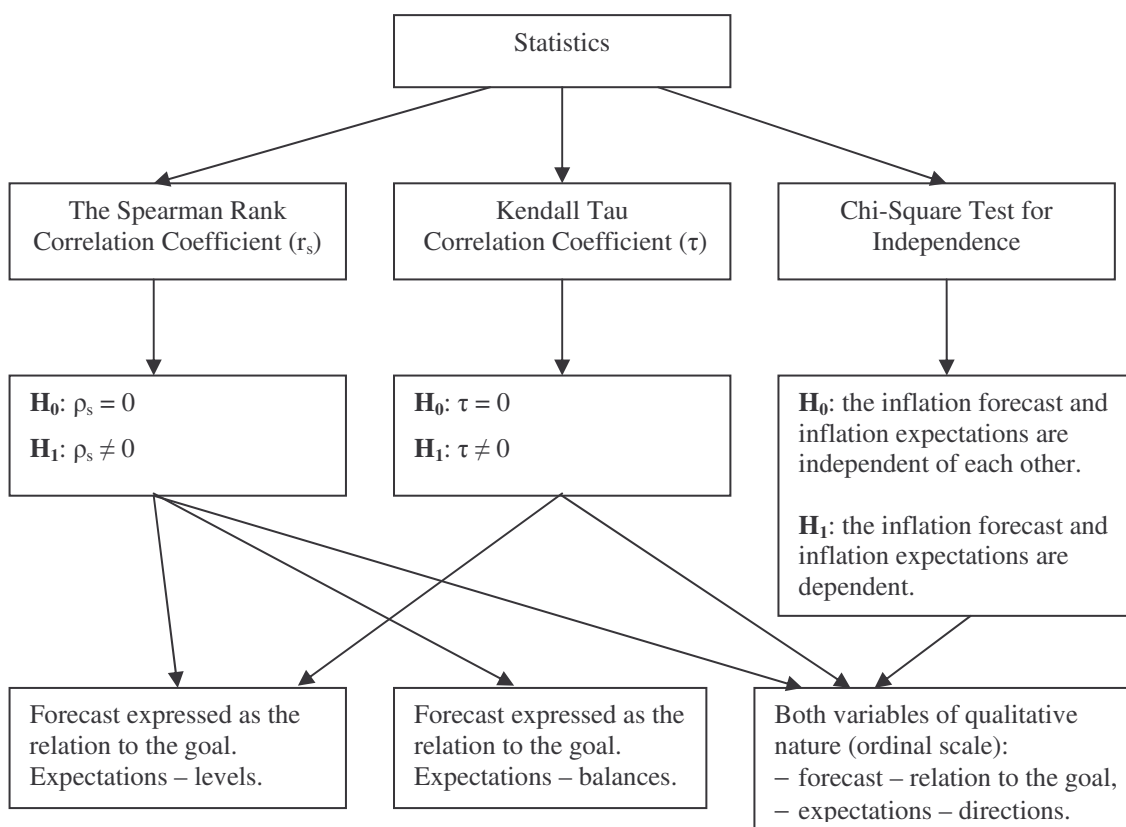 Statistics
The Spearman Rank
Correlation Coefficient (rₛ)
Kendall Tau
Correlation Coefficient (τ)
Chi-Square Test for
Independence
H₀: ρₛ = 0
H₁: ρₛ ≠ 0
H₀: τ = 0
H₁: τ ≠ 0
H₀: the inflation forecast and
inflation expectations are
independent of each other.
H₁: the inflation forecast and
inflation expectations are
dependent.
Forecast expressed as the
relation to the goal.
Expectations – levels.
Forecast expressed as the
relation to the goal.
Expectations – balances.
Both variables of qualitative
nature (ordinal scale):
− forecast – relation to the goal,
− expectations – directions.